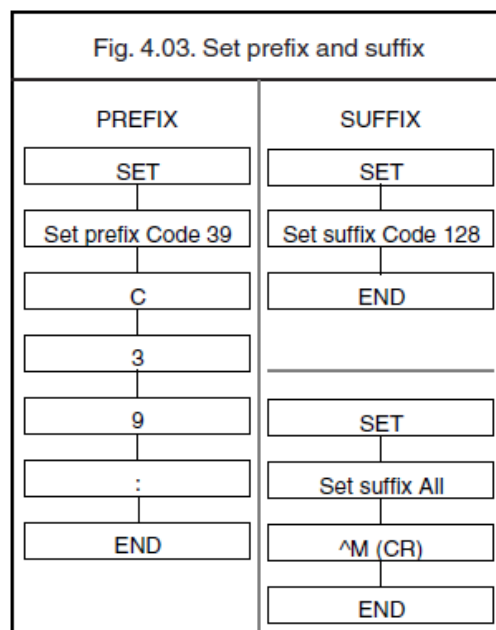 Fig. 4.03. Set prefix and suffix
PREFIX
SET
Set prefix Code 39
C
3
9
:
END
SUFFIX
SET
Set suffix Code 128
END
SET
Set suffix All
^M (CR)
END